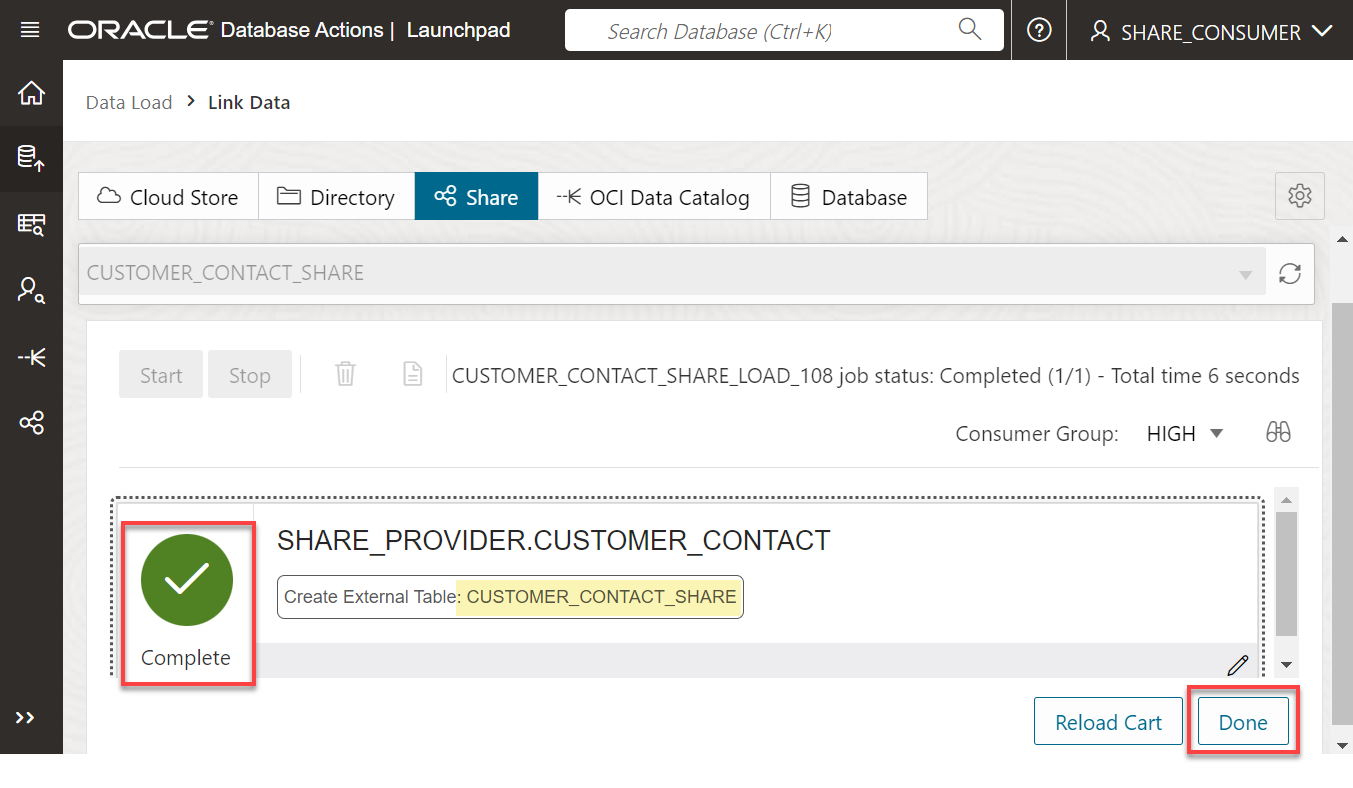 ORACLE Database Actions | Launchpad
Search Database (Ctrl+K)
SHARE_CONSUMER
Data Load > Link Data
Cloud Store Directory Share OCI Data Catalog Database
CUSTOMER_CONTACT_SHARE
Start Stop CUSTOMER_CONTACT_SHARE_LOAD_108 job status: Completed (1/1) - Total time 6 seconds
Consumer Group: HIGH
SHARE_PROVIDER.CUSTOMER_CONTACT
Create External Table: CUSTOMER_CONTACT_SHARE
Complete
Reload Cart Done